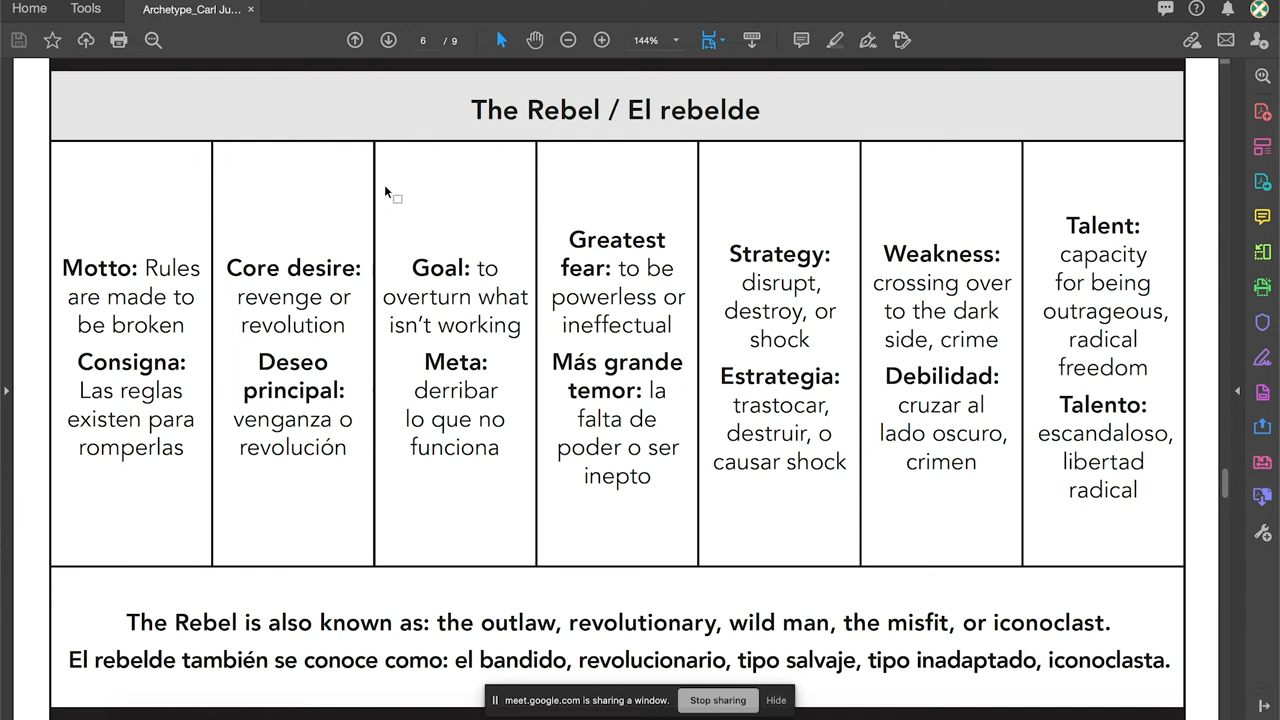 Home Tools Archetype_Carl Ju... ×
6 / 9 144%
The Rebel / El rebelde
Motto: Rules
are made to
be broken
Consigna:
Las reglas
existen para
romperlas
Core desire:
revenge or
revolution
Deseo
principal:
venganza o
revolución
Goal: to
overturn what
isn't working
Meta:
derribar
lo que no
funciona
Greatest
fear: to be
powerless or
ineffectual
Más grande
temor: la
falta de
poder o ser
inepto
Strategy:
disrupt,
destroy, or
shock
Estrategia:
trastocar,
destruir, o
causar shock
Weakness:
crossing over
to the dark
side, crime
Debilidad:
cruzar al
lado oscuro,
crimen
Talent:
capacity
for being
outrageous,
radical
freedom
Talento:
escandaloso,
libertad
radical
The Rebel is also known as: the outlaw, revolutionary, wild man, the misfit, or iconoclast.
El rebelde también se conoce como: el bandido, revolucionario, tipo salvaje, tipo inadaptado, iconoclasta.
meet.google.com is sharing a window. Stop sharing Hide